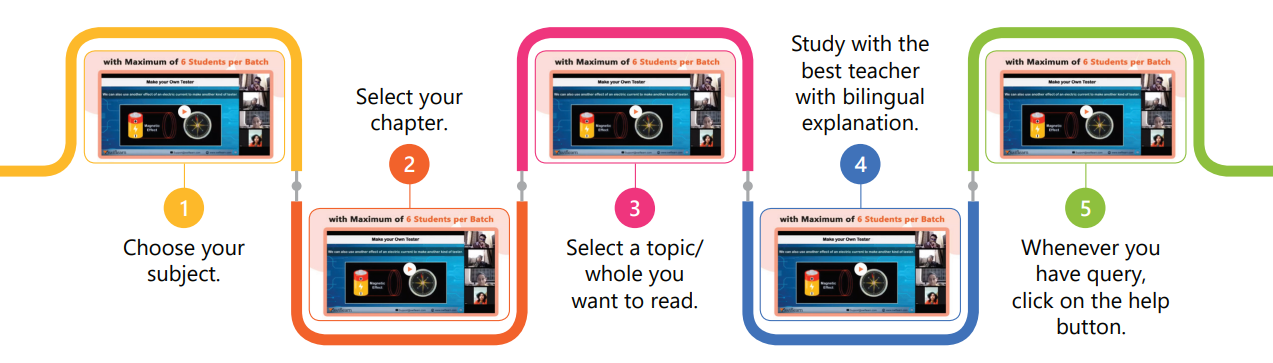 with Maximum of 6 Students per Batch
Make your Own Tester
We can also use another effect of an electric current to make another kind of tester.
Magnetic
Effect
1
Choose your
subject.
Select your
chapter.
2
with Maximum of 6 Students per Batch
Make your Own Tester
We can also use another effect of an electric current to make another kind of tester.
Magnetic
Effect
with Maximum of 6 Students per Batch
Make your Own Tester
We can also use another effect of an electric current to make another kind of tester.
Magnetic
Effect
3
Select a topic/
whole you
want to read.
Study with the
best teacher
with bilingual
explanation.
4
with Maximum of 6 Students per Batch
Make your Own Tester
We can also use another effect of an electric current to make another kind of tester.
Magnetic
Effect
with Maximum of 6 Students per Batch
Make your Own Tester
We can also use another effect of an electric current to make another kind of tester.
Magnetic
Effect
5
Whenever you
have query,
click on the help
button.